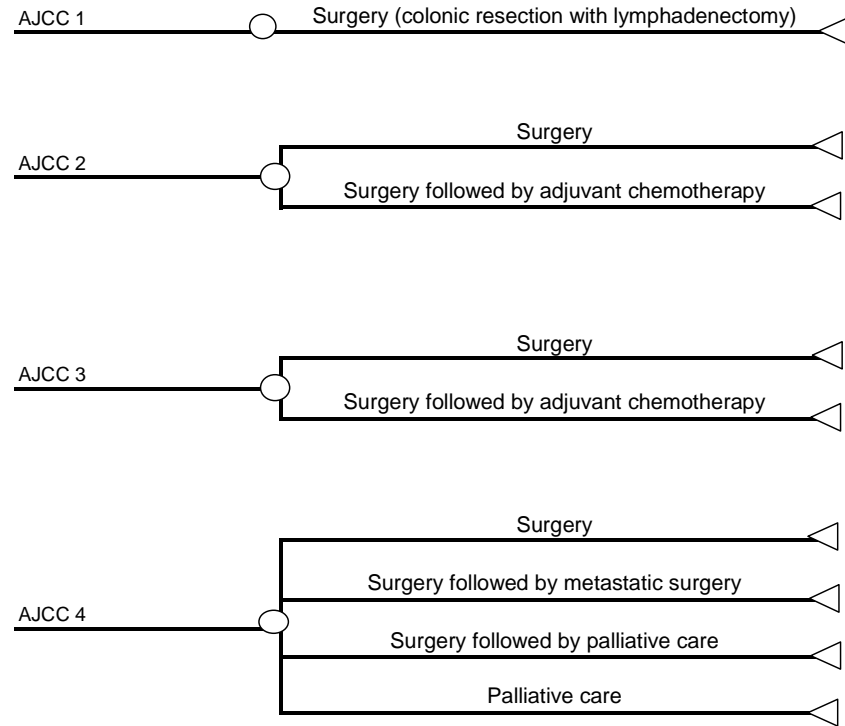 AJCC 1
Surgery (colonic resection with lymphadenectomy)
AJCC 2
Surgery
Surgery followed by adjuvant chemotherapy
AJCC 3
Surgery
Surgery followed by adjuvant chemotherapy
AJCC 4
Surgery
Surgery followed by metastatic surgery
Surgery followed by palliative care
Palliative care